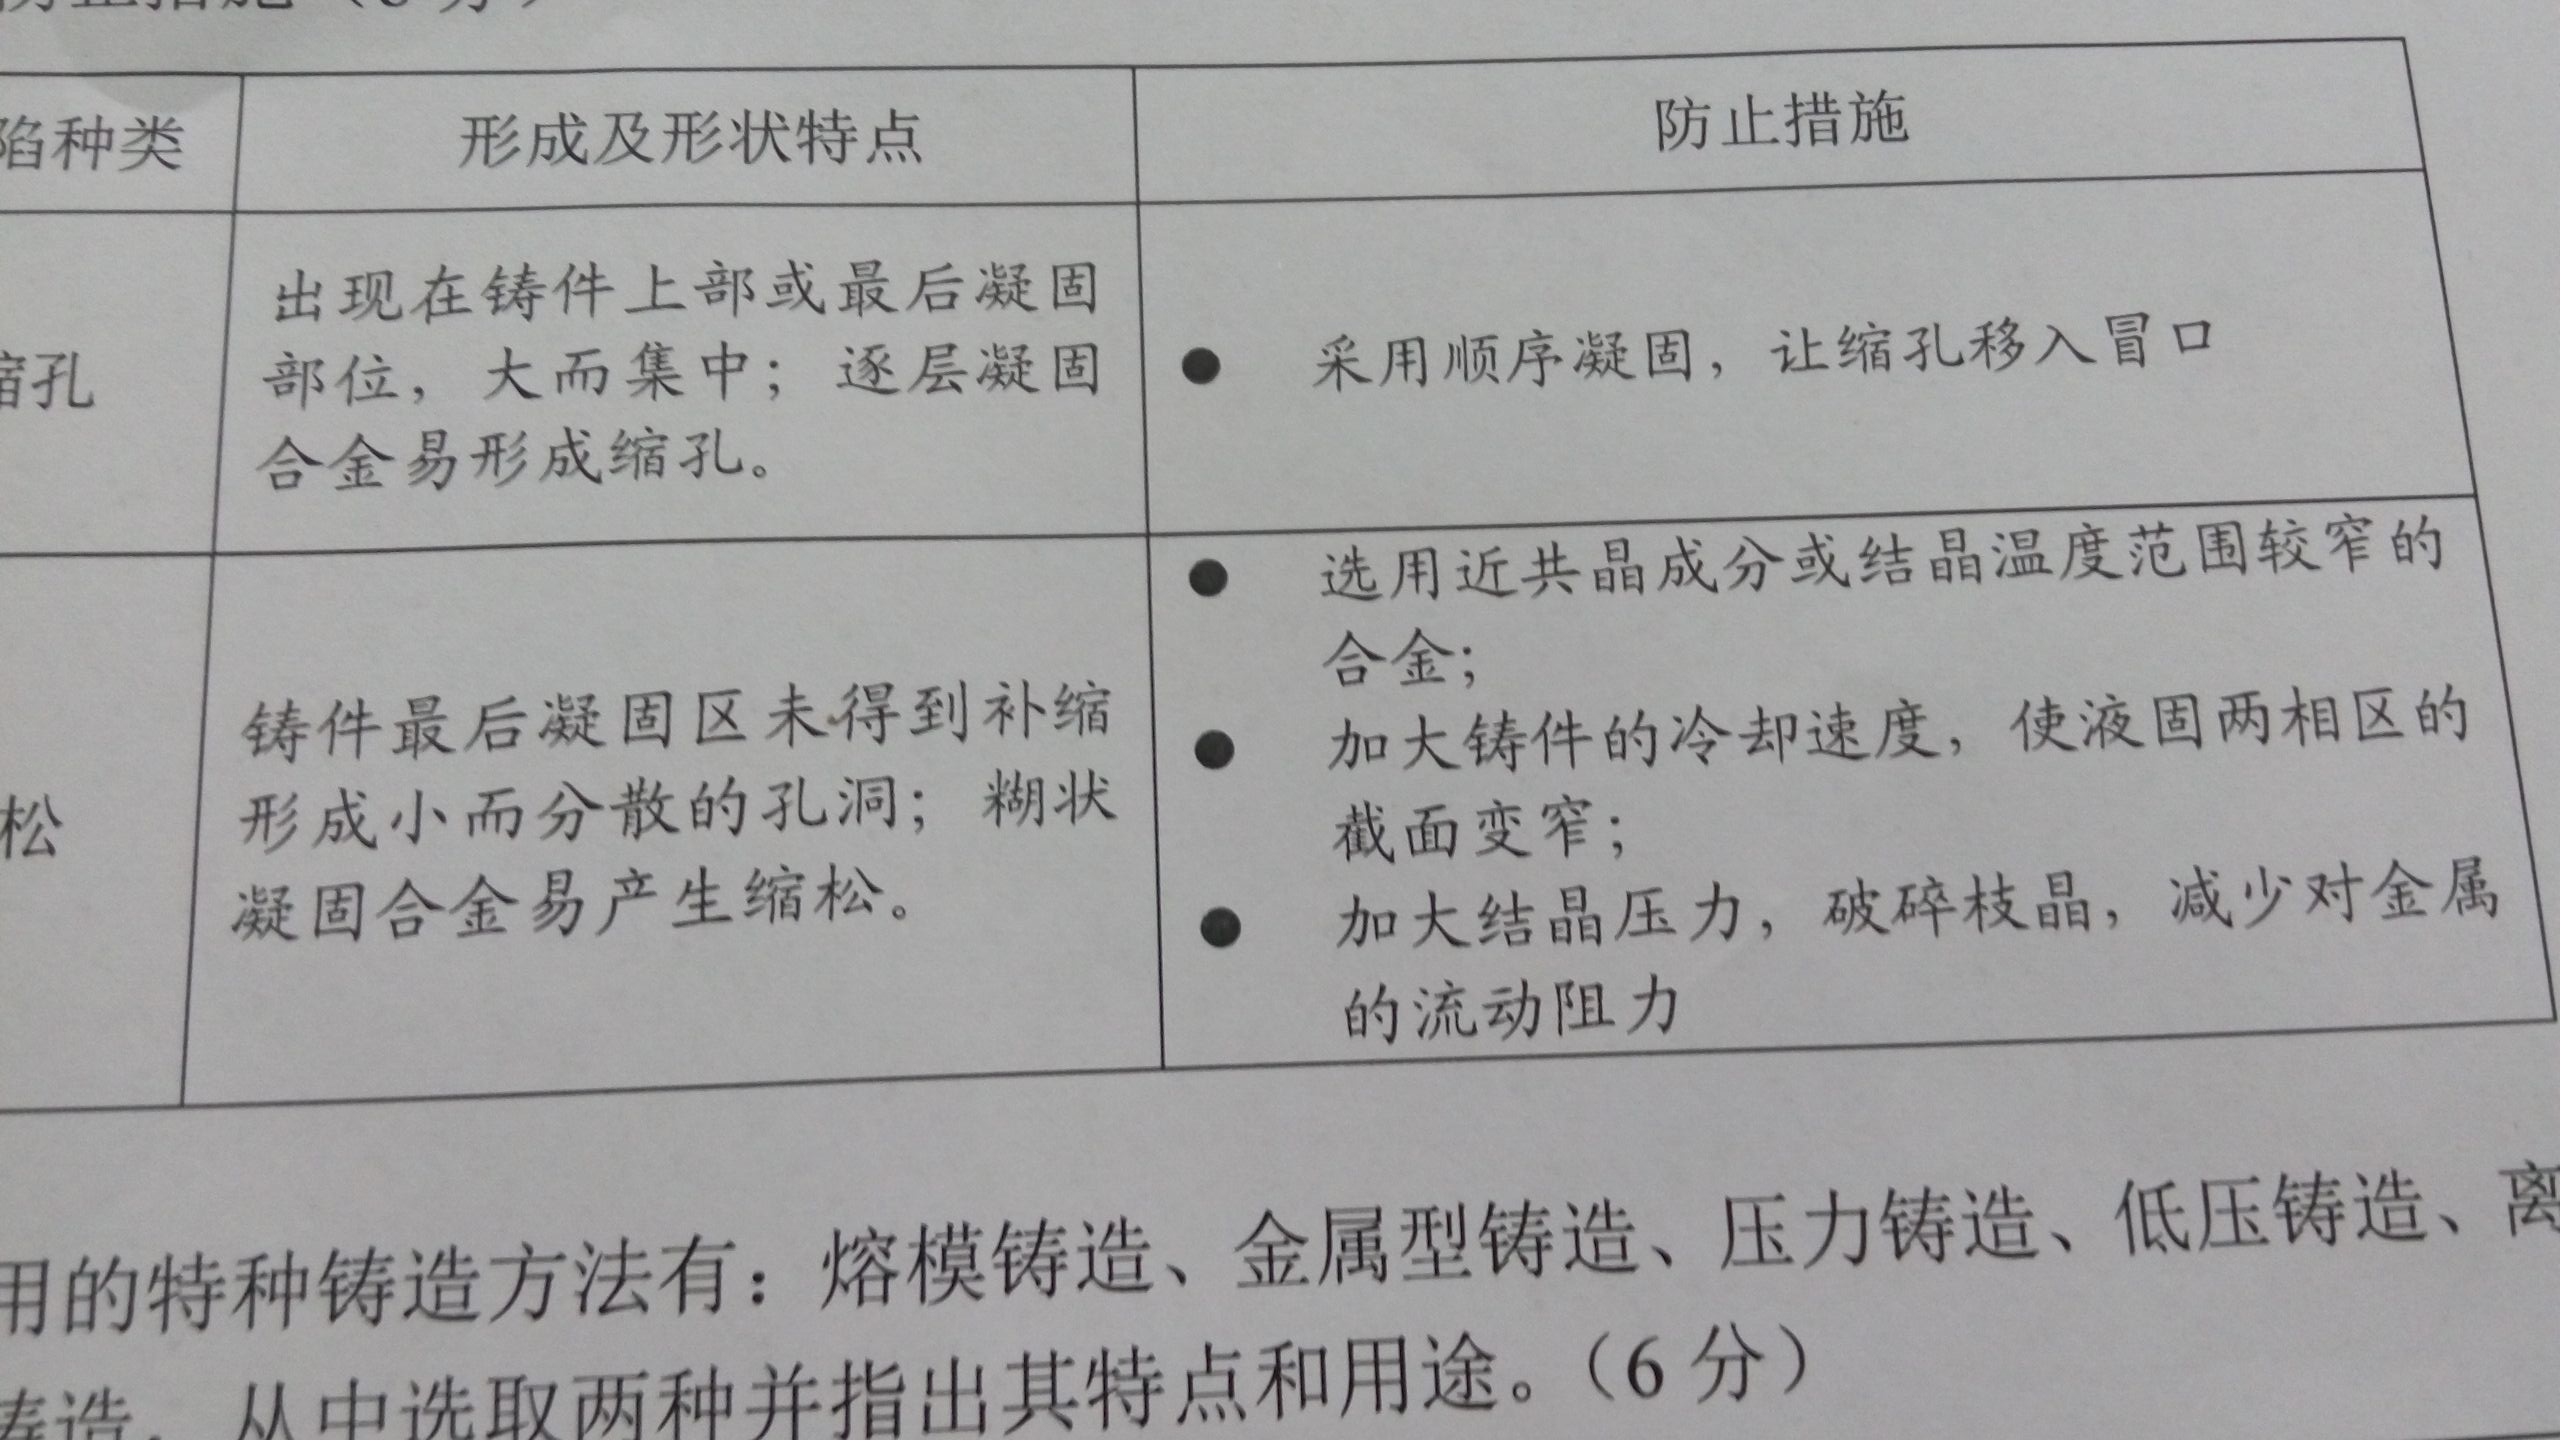 防止措施（6分）
陷种类 形成及形状特点 防止措施
缩孔
出现在铸件上部或最后凝固
部位，大而集中；逐层凝固
合金易形成缩孔。
● 采用顺序凝固，让缩孔移入冒口
松
铸件最后凝固区未得到补缩
形成小而分散的孔洞；糊状
凝固合金易产生缩松。
● 选用近共晶成分或结晶温度范围较窄的
合金；
● 加大铸件的冷却速度，使液固两相区的
截面变窄；
● 加大结晶压力，破碎枝晶，减少对金属
的流动阻力
用的特种铸造方法有：熔模铸造、金属型铸造、压力铸造、低压铸造、离
铸造，从中选取两种并指出其特点和用途。（6分）